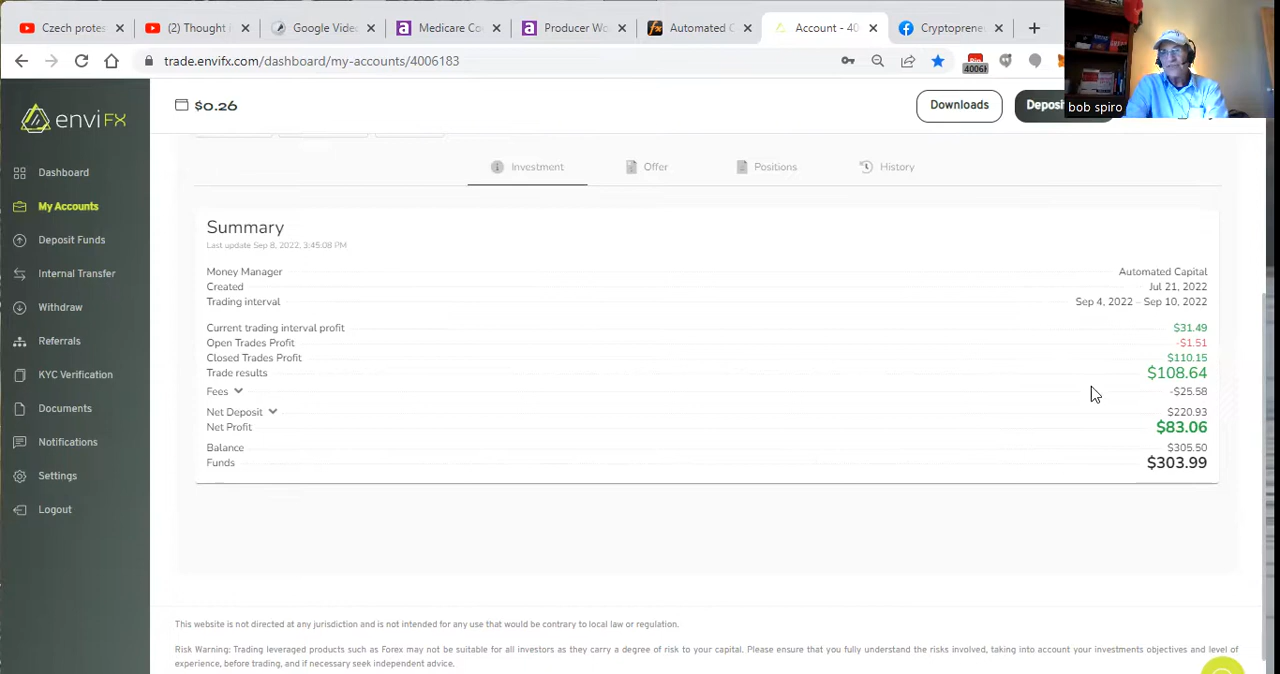 Czech protes
(2) Thought
Google Vide
Medicare Co
Producer Wo
Automated C
Account - 40
Cryptoprene
trade.envifx.com/dashboard/my-accounts/4006183
4006
bob spiro
enviFX
$0.26
Downloads
Deposi
Dashboard
My Accounts
Deposit Funds
Internal Transfer
Withdraw
Referrals
KYC Verification
Documents
Notifications
Settings
Logout
Investment
Offer
Positions
History
Summary
Last update Sep 8, 2022, 3:45:08 PM
Money Manager Automated Capital
Created Jul 21, 2022
Trading interval Sep 4, 2022 – Sep 10, 2022
Current trading interval profit $31.49
Open Trades Profit -$1.51
Closed Trades Profit $110.15
Trade results $108.64
Fees -$25.58
Net Deposit $220.93
Net Profit $83.06
Balance $305.50
Funds $303.99
This website is not directed at any jurisdiction and is not intended for any use that would be contrary to local law or regulation.
Risk Warning: Trading leveraged products such as Forex may not be suitable for all investors as they carry a degree of risk to your capital. Please ensure that you fully understand the risks involved, taking into account your investments objectives and level of
experience, before trading, and if necessary seek independent advice.